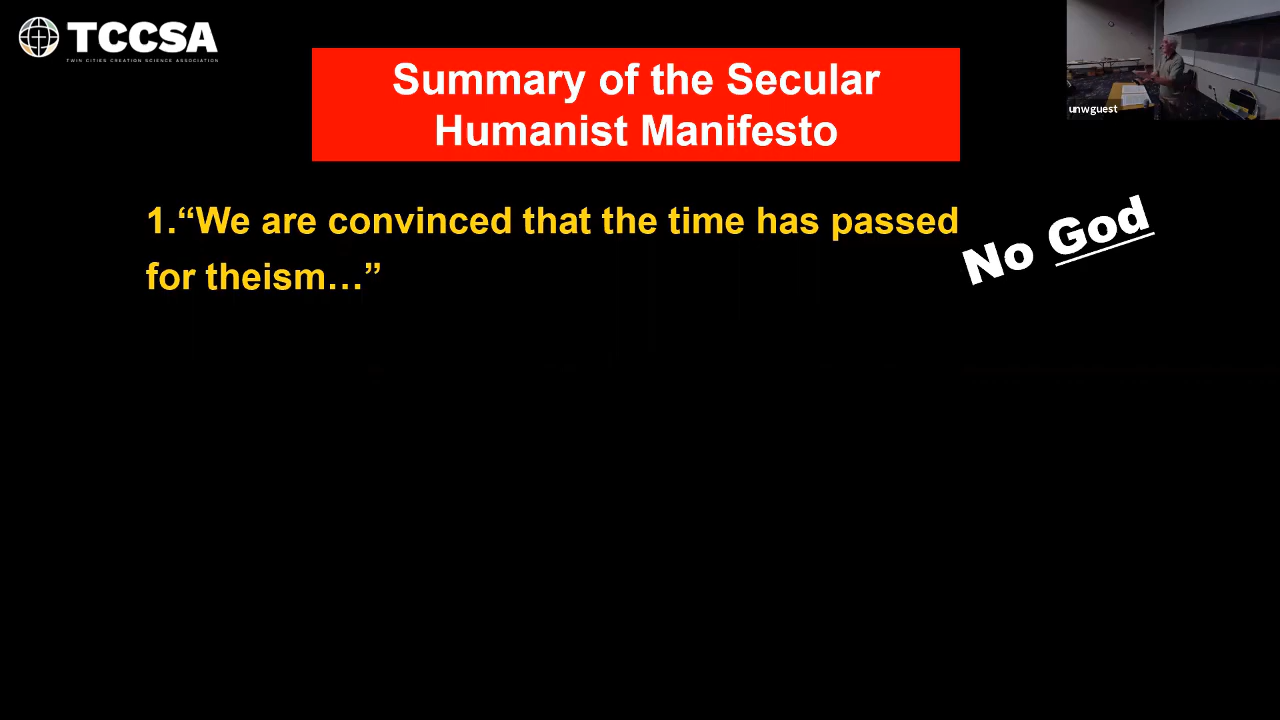 TCCSA
TWIN CITIES CREATION SCIENCE ASSOCIATION
unwguest
Summary of the Secular
Humanist Manifesto
1.“We are convinced that the time has passed
for theism…”
No God